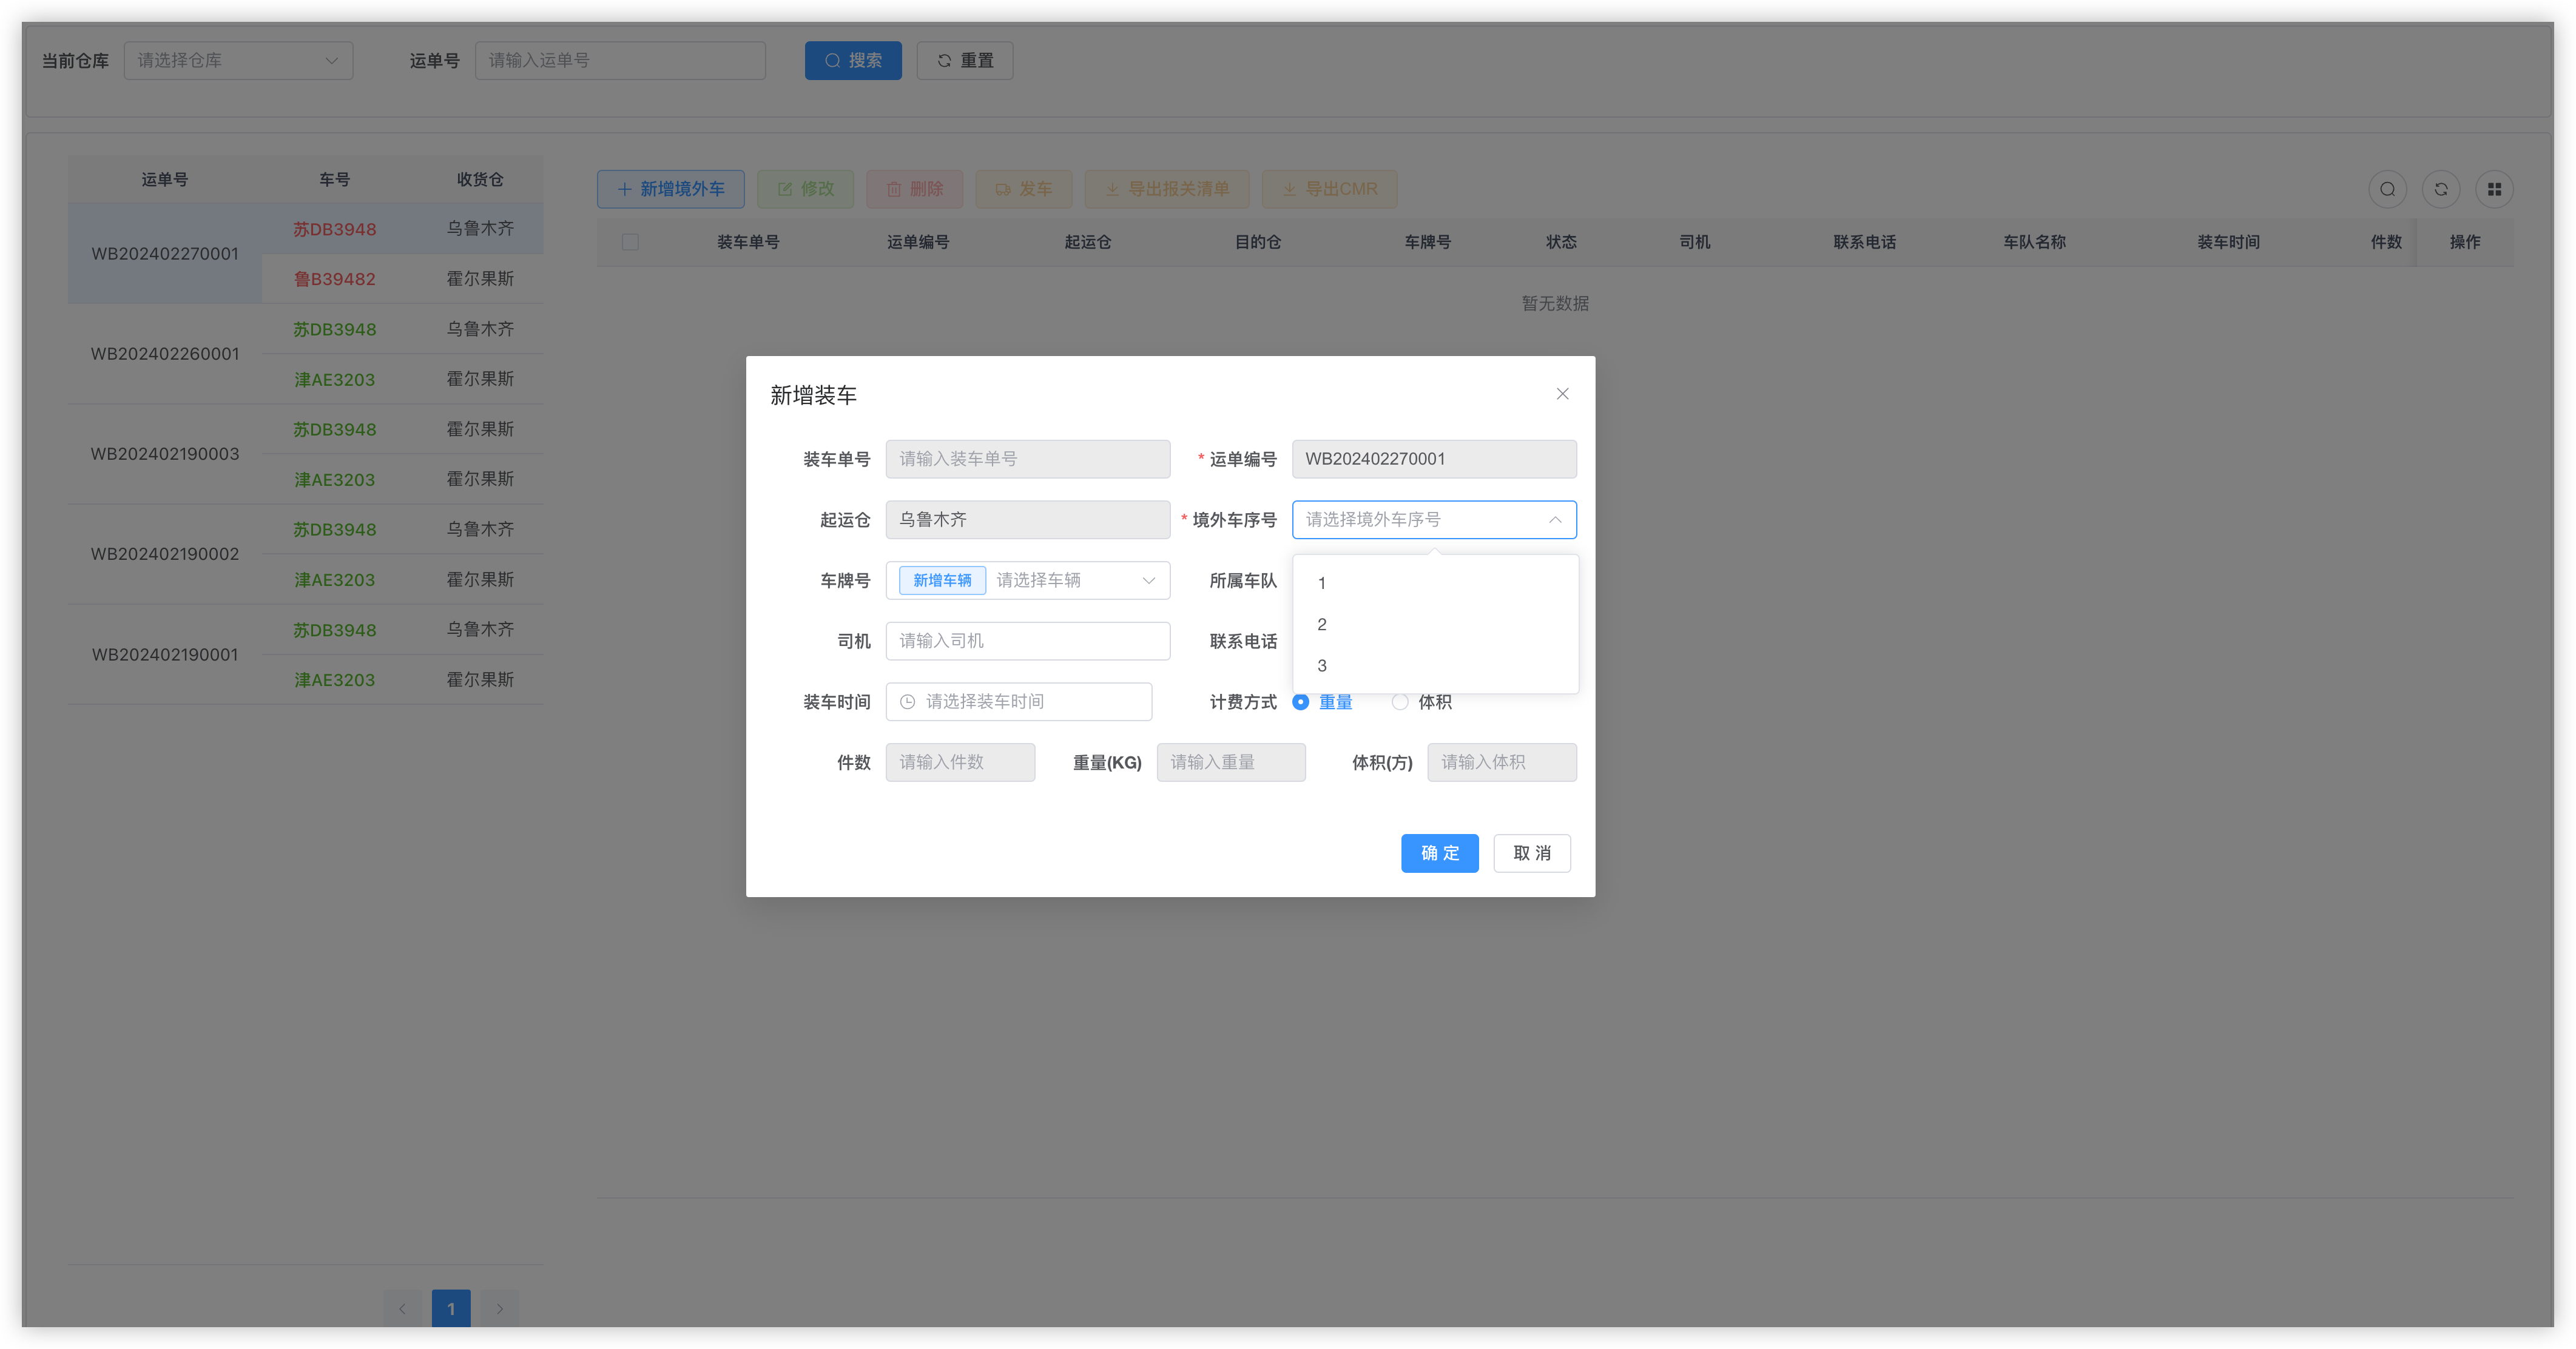 当前仓库 请选择仓库 运单号 请输入运单号 搜索 重置
运单号 车号 收货仓
WB202402270001 苏DB3948 乌鲁木齐
鲁B39482 霍尔果斯
WB202402260001 苏DB3948 乌鲁木齐
津AE3203 霍尔果斯
WB202402190003 苏DB3948 霍尔果斯
津AE3203 霍尔果斯
WB202402190002 苏DB3948 乌鲁木齐
津AE3203 霍尔果斯
WB202402190001 苏DB3948 乌鲁木齐
津AE3203 霍尔果斯
1
新增境外车 修改 删除 发车 导出报关清单 导出CMR
装车单号 运单编号 起运仓 目的仓 车牌号 状态 司机 联系电话 车队名称 装车时间 件数 操作
暂无数据
新增装车
装车单号 请输入装车单号 * 运单编号 WB202402270001
起运仓 乌鲁木齐 * 境外车序号 请选择境外车序号
车牌号 新增车辆 请选择车辆 所属车队
1
2
3
司机 请输入司机 联系电话
装车时间 请选择装车时间 计费方式 重量 体积
件数 请输入件数 重量(KG) 请输入重量 体积(方) 请输入体积
确 定 取 消